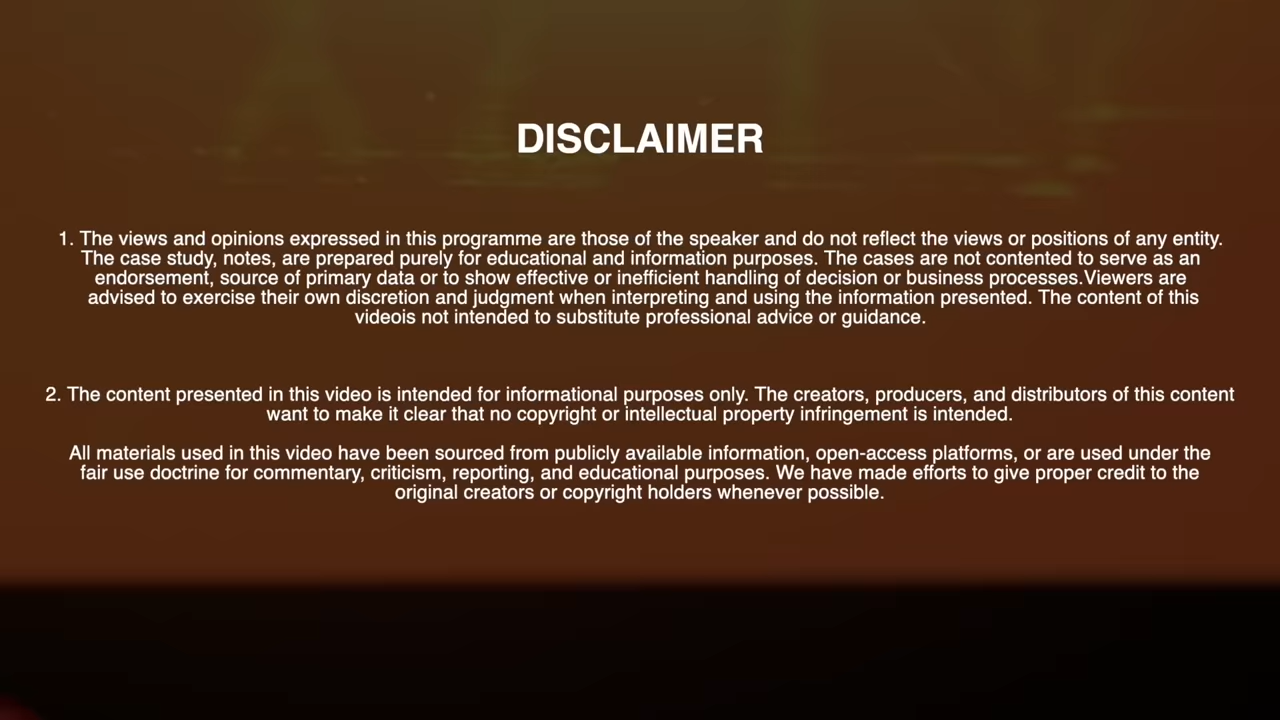 DISCLAIMER
1. The views and opinions expressed in this programme are those of the speaker and do not reflect the views or positions of any entity.
The case study, notes, are prepared purely for educational and information purposes. The cases are not contented to serve as an
endorsement, source of primary data or to show effective or inefficient handling of decision or business processes.Viewers are
advised to exercise their own discretion and judgment when interpreting and using the information presented. The content of this
videois not intended to substitute professional advice or guidance.
2. The content presented in this video is intended for informational purposes only. The creators, producers, and distributors of this content
want to make it clear that no copyright or intellectual property infringement is intended.
All materials used in this video have been sourced from publicly available information, open-access platforms, or are used under the
fair use doctrine for commentary, criticism, reporting, and educational purposes. We have made efforts to give proper credit to the
original creators or copyright holders whenever possible.